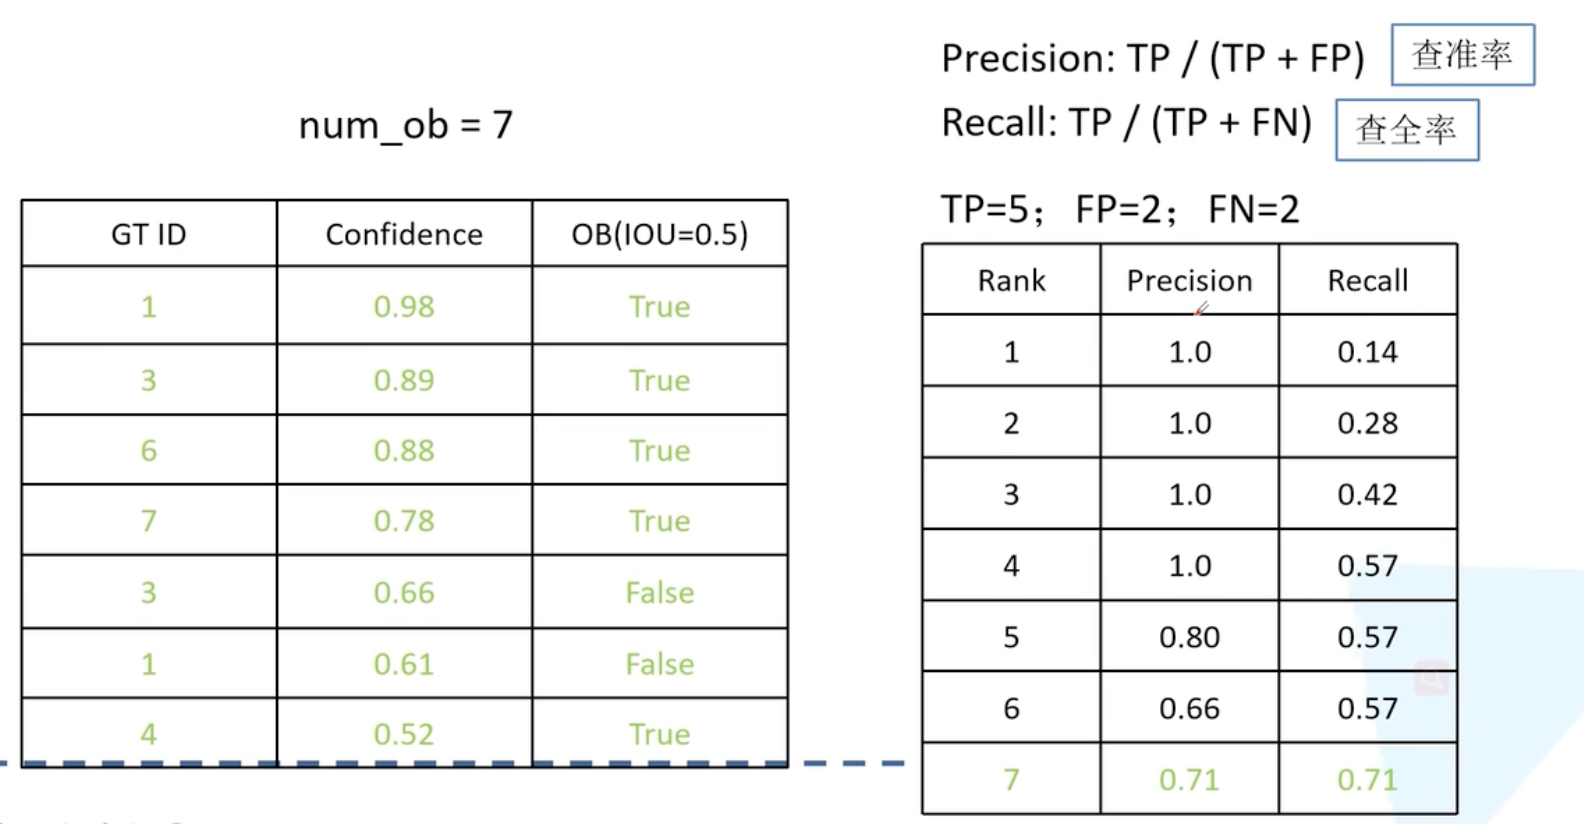 num_ob = 7
GT ID Confidence OB(IOU=0.5)
1 0.98 True
3 0.89 True
6 0.88 True
7 0.78 True
3 0.66 False
1 0.61 False
4 0.52 True
Precision: TP / (TP + FP) 查准率
Recall: TP / (TP + FN) 查全率
TP=5； FP=2； FN=2
Rank Precision Recall
1 1.0 0.14
2 1.0 0.28
3 1.0 0.42
4 1.0 0.57
5 0.80 0.57
6 0.66 0.57
7 0.71 0.71